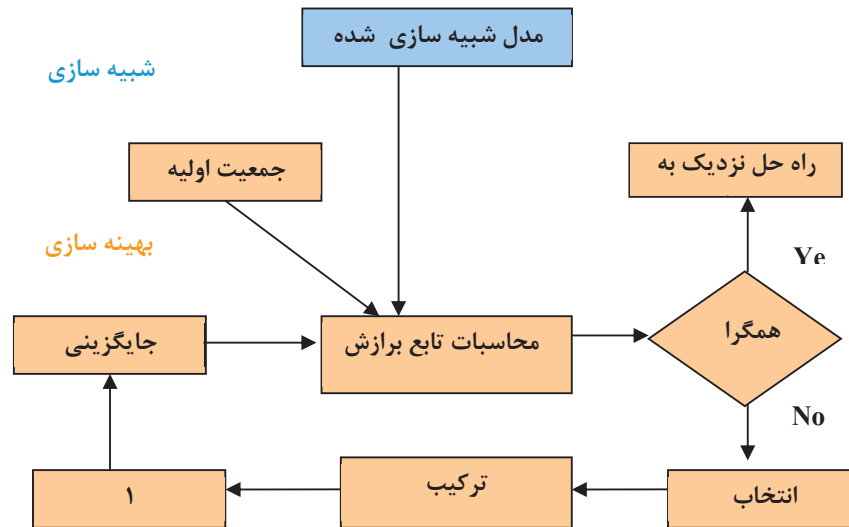 مدل شبیه سازی شده
شبیه سازی
جمعیت اولیه
راه حل نزدیک به
بهینه سازی
Ye
جایگزینی
محاسبات تابع برازش
همگرا
No
۱
ترکیب
انتخاب